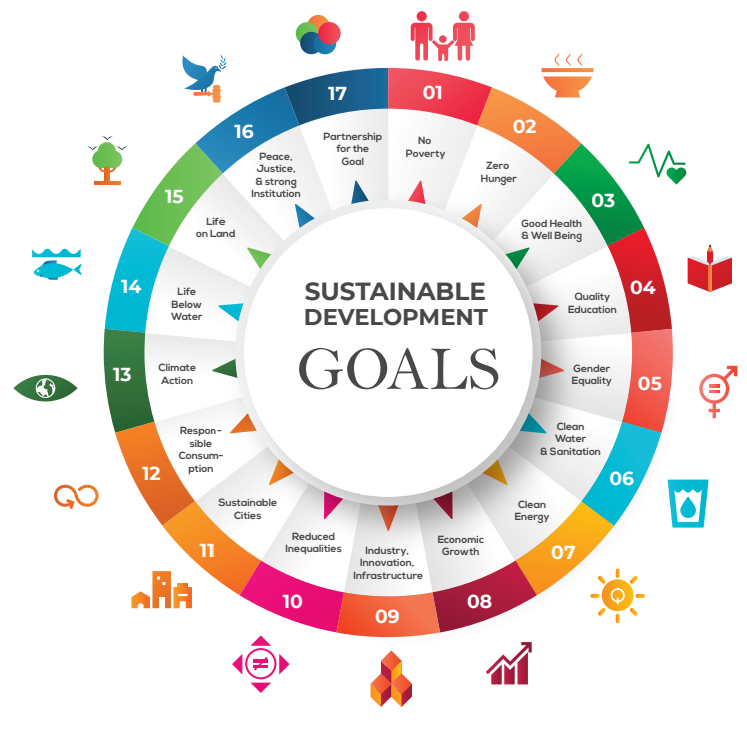 SUSTAINABLE
DEVELOPMENT
GOALS
01
No
Poverty
02
Zero
Hunger
03
Good Health
& Well Being
04
Quality
Education
05
Gender
Equality
06
Clean
Water
& Sanitation
07
Clean
Energy
08
Economic
Growth
09
Industry,
Innovation,
Infrastructure
10
Reduced
Inequalities
11
Sustainable
Cities
12
Respon-
sible
Consum-
ption
13
Climate
Action
14
Life
Below
Water
15
Life
on Land
16
Peace,
Justice,
& strong
Institution
17
Partnership
for the
Goal